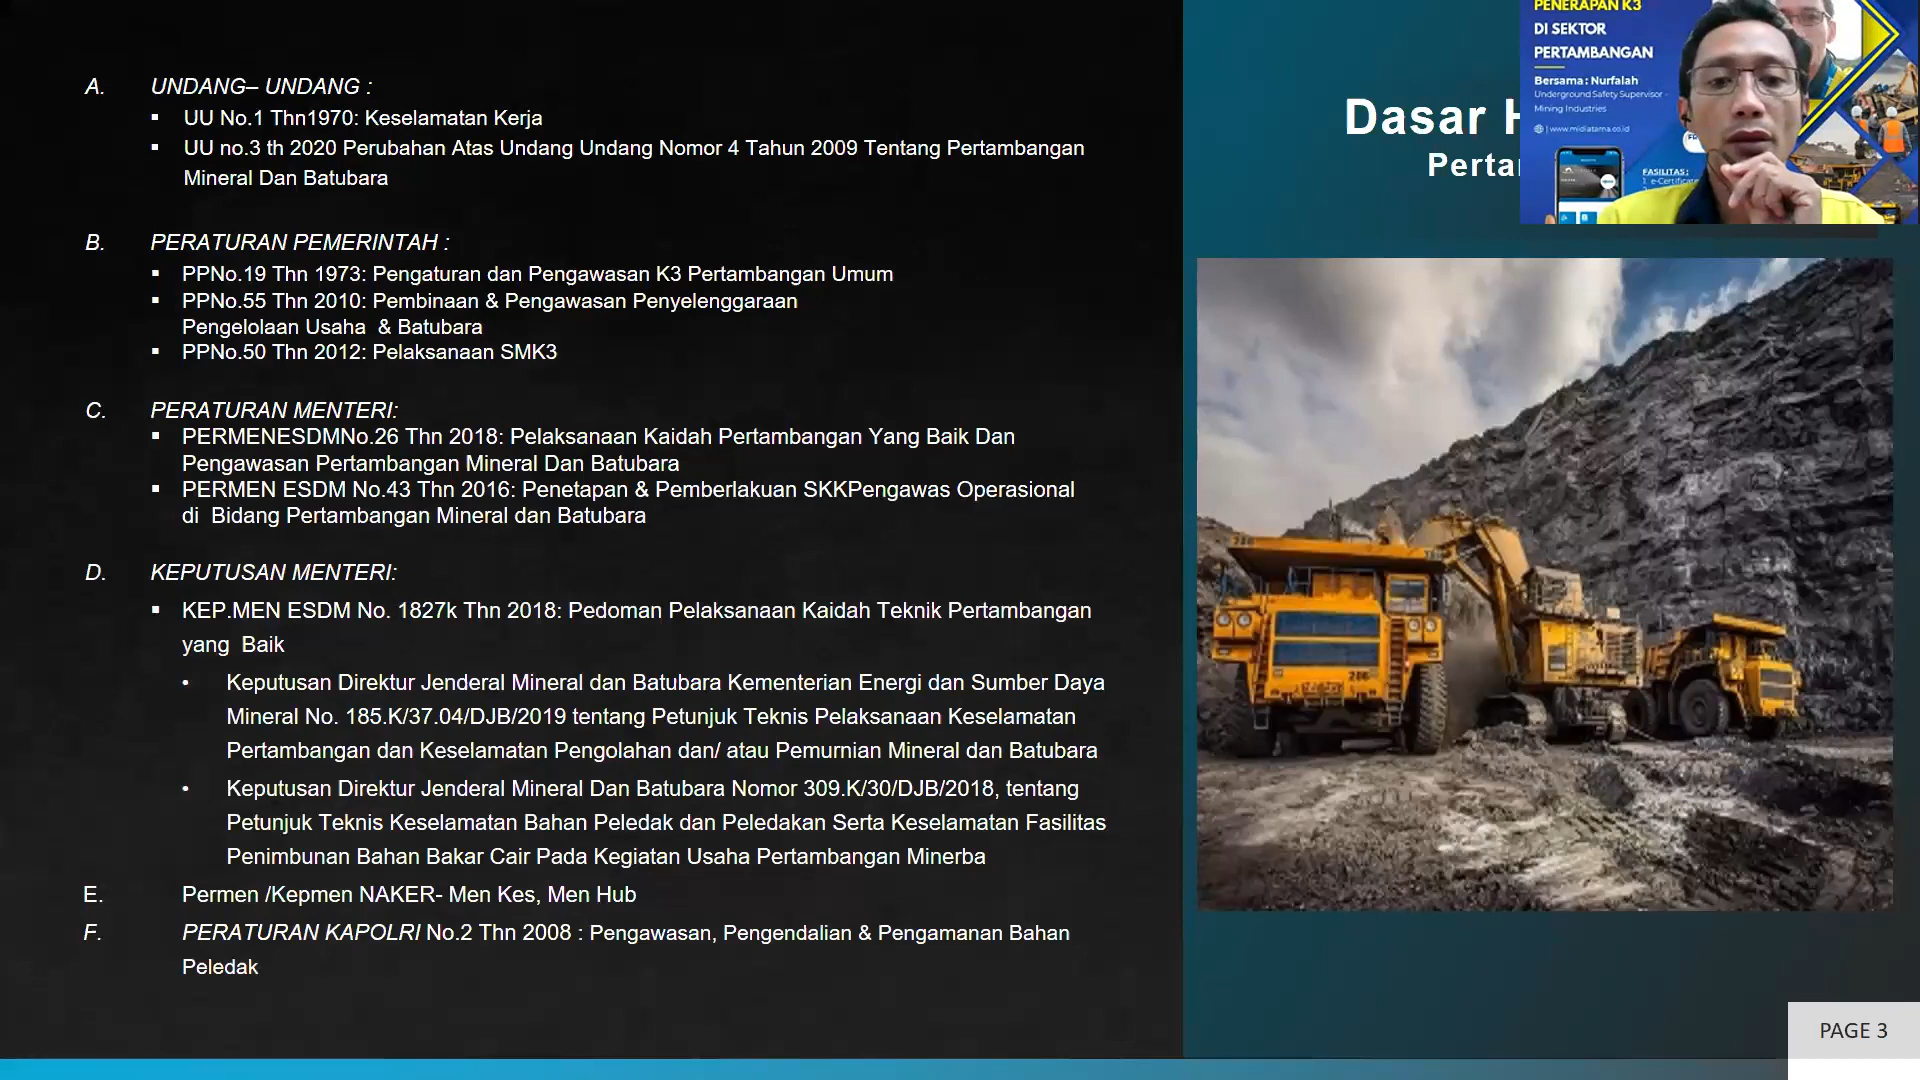 A. UNDANG– UNDANG :
▪ UU No.1 Thn1970: Keselamatan Kerja
▪ UU no.3 th 2020 Perubahan Atas Undang Undang Nomor 4 Tahun 2009 Tentang Pertambangan
Mineral Dan Batubara
B. PERATURAN PEMERINTAH :
▪ PPNo.19 Thn 1973: Pengaturan dan Pengawasan K3 Pertambangan Umum
▪ PPNo.55 Thn 2010: Pembinaan & Pengawasan Penyelenggaraan
Pengelolaan Usaha & Batubara
▪ PPNo.50 Thn 2012: Pelaksanaan SMK3
C. PERATURAN MENTERI:
▪ PERMENESDMNo.26 Thn 2018: Pelaksanaan Kaidah Pertambangan Yang Baik Dan
Pengawasan Pertambangan Mineral Dan Batubara
▪ PERMEN ESDM No.43 Thn 2016: Penetapan & Pemberlakuan SKKPengawas Operasional
di Bidang Pertambangan Mineral dan Batubara
D. KEPUTUSAN MENTERI:
▪ KEP.MEN ESDM No. 1827k Thn 2018: Pedoman Pelaksanaan Kaidah Teknik Pertambangan
yang Baik
• Keputusan Direktur Jenderal Mineral dan Batubara Kementerian Energi dan Sumber Daya
Mineral No. 185.K/37.04/DJB/2019 tentang Petunjuk Teknis Pelaksanaan Keselamatan
Pertambangan dan Keselamatan Pengolahan dan/ atau Pemurnian Mineral dan Batubara
• Keputusan Direktur Jenderal Mineral Dan Batubara Nomor 309.K/30/DJB/2018, tentang
Petunjuk Teknis Keselamatan Bahan Peledak dan Peledakan Serta Keselamatan Fasilitas
Penimbunan Bahan Bakar Cair Pada Kegiatan Usaha Pertambangan Minerba
E. Permen /Kepmen NAKER- Men Kes, Men Hub
F. PERATURAN KAPOLRI No.2 Thn 2008 : Pengawasan, Pengendalian & Pengamanan Bahan
Peledak
Dasar
PENERAPAN K3
DI SEKTOR
PERTAMBANGAN
Bersama : Nurfalah
Underground Safety Supervisor -
Mining Industries
| www.midiatama.co.id
FASILITAS :
1. e-Certificate
286
286
PAGE 3